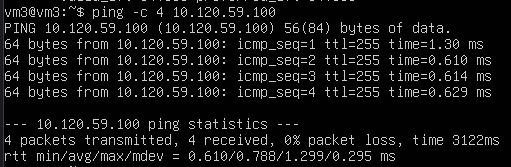 vm3@vm3:~$ ping -c 4 10.120.59.100
PING 10.120.59.100 (10.120.59.100) 56(84) bytes of data.
64 bytes from 10.120.59.100: icmp_seq=1 ttl=255 time=1.30 ms
64 bytes from 10.120.59.100: icmp_seq=2 ttl=255 time=0.610 ms
64 bytes from 10.120.59.100: icmp_seq=3 ttl=255 time=0.614 ms
64 bytes from 10.120.59.100: icmp_seq=4 ttl=255 time=0.629 ms

--- 10.120.59.100 ping statistics ---
4 packets transmitted, 4 received, 0% packet loss, time 3122ms
rtt min/avg/max/mdev = 0.610/0.788/1.299/0.295 ms